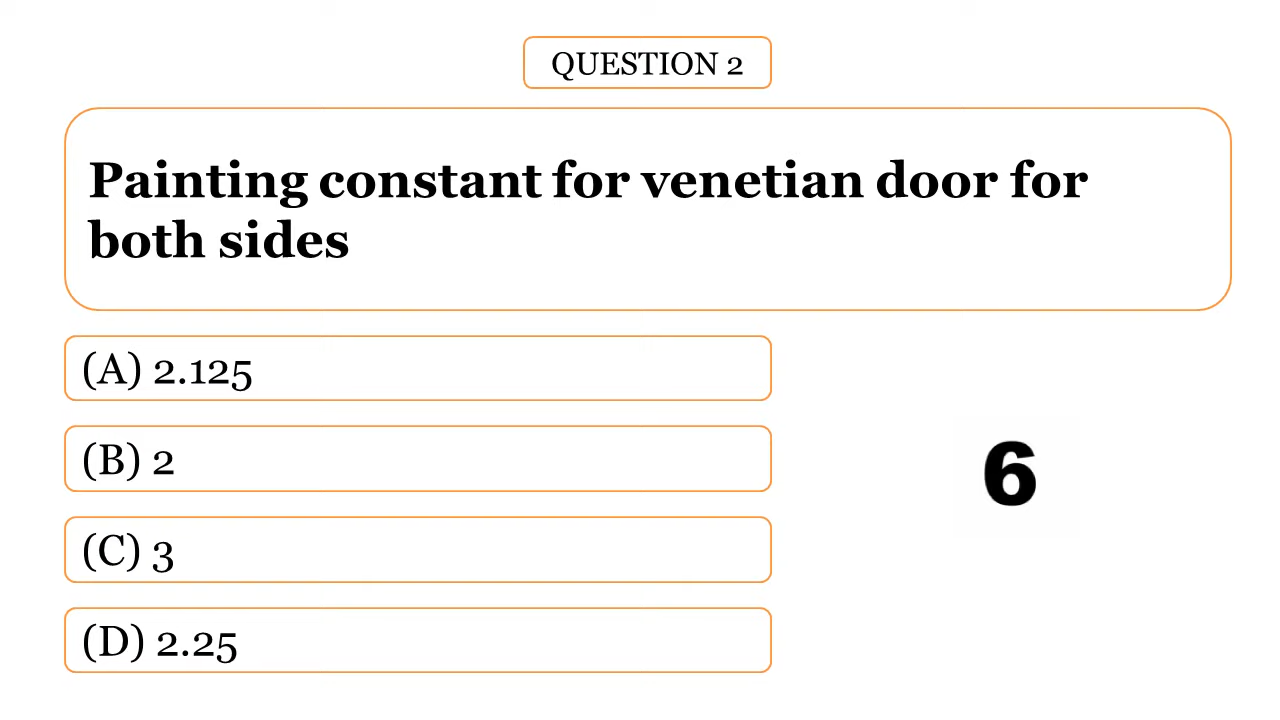 QUESTION 2
Painting constant for venetian door for
both sides
(A) 2.125
(B) 2
6
(C) 3
(D) 2.25